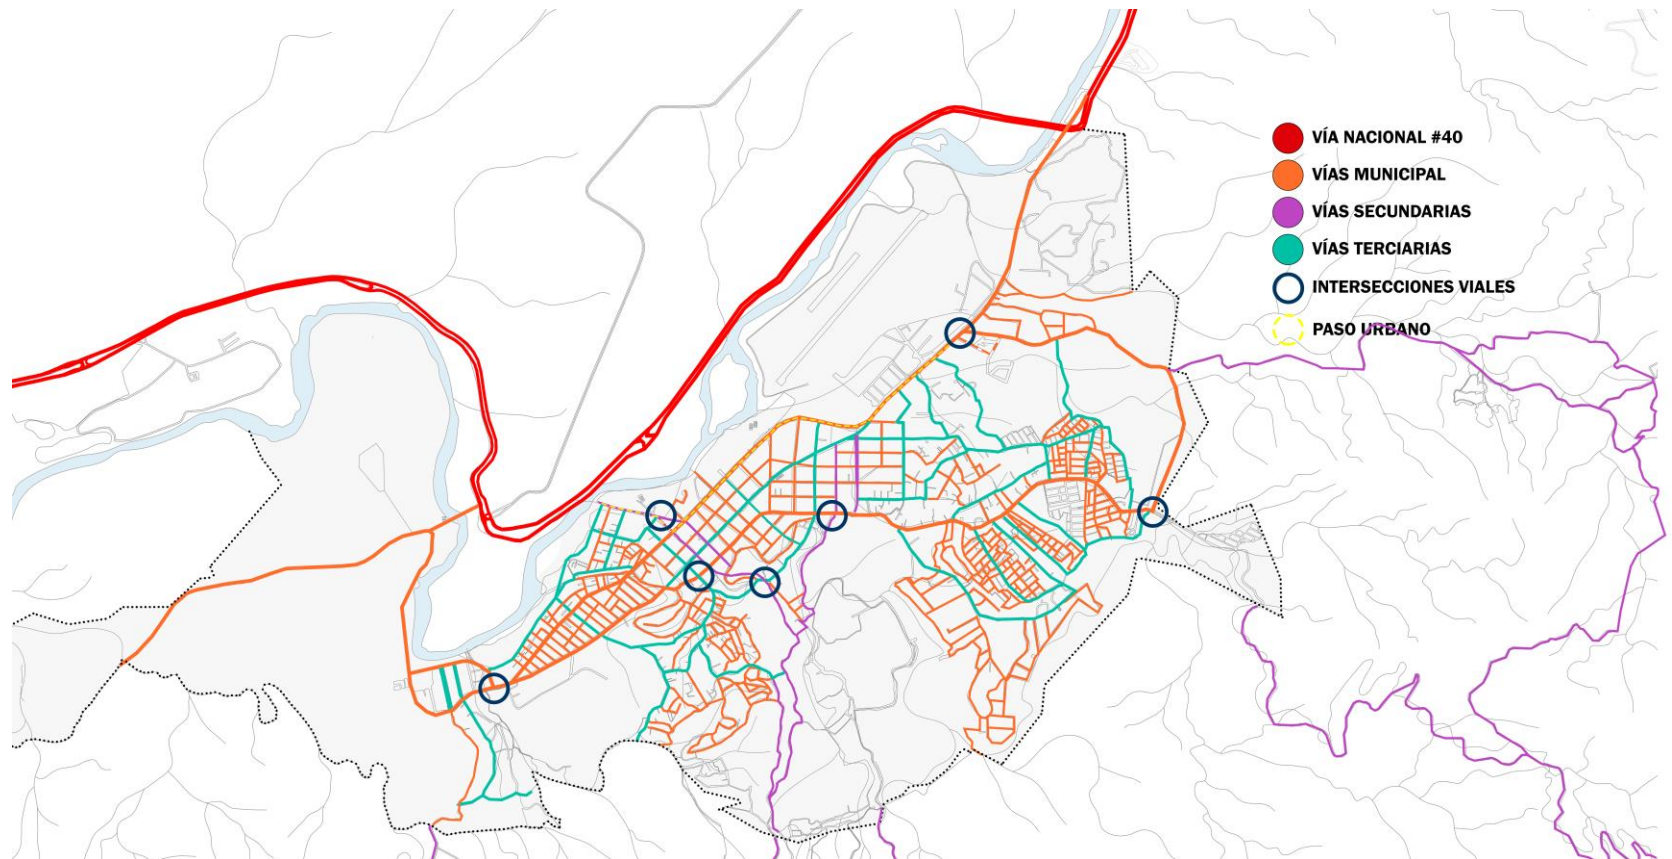 VÍA NACIONAL #40
VÍAS MUNICIPAL
VÍAS SECUNDARIAS
VÍAS TERCIARIAS
INTERSECCIONES VIALES
PASO URBANO